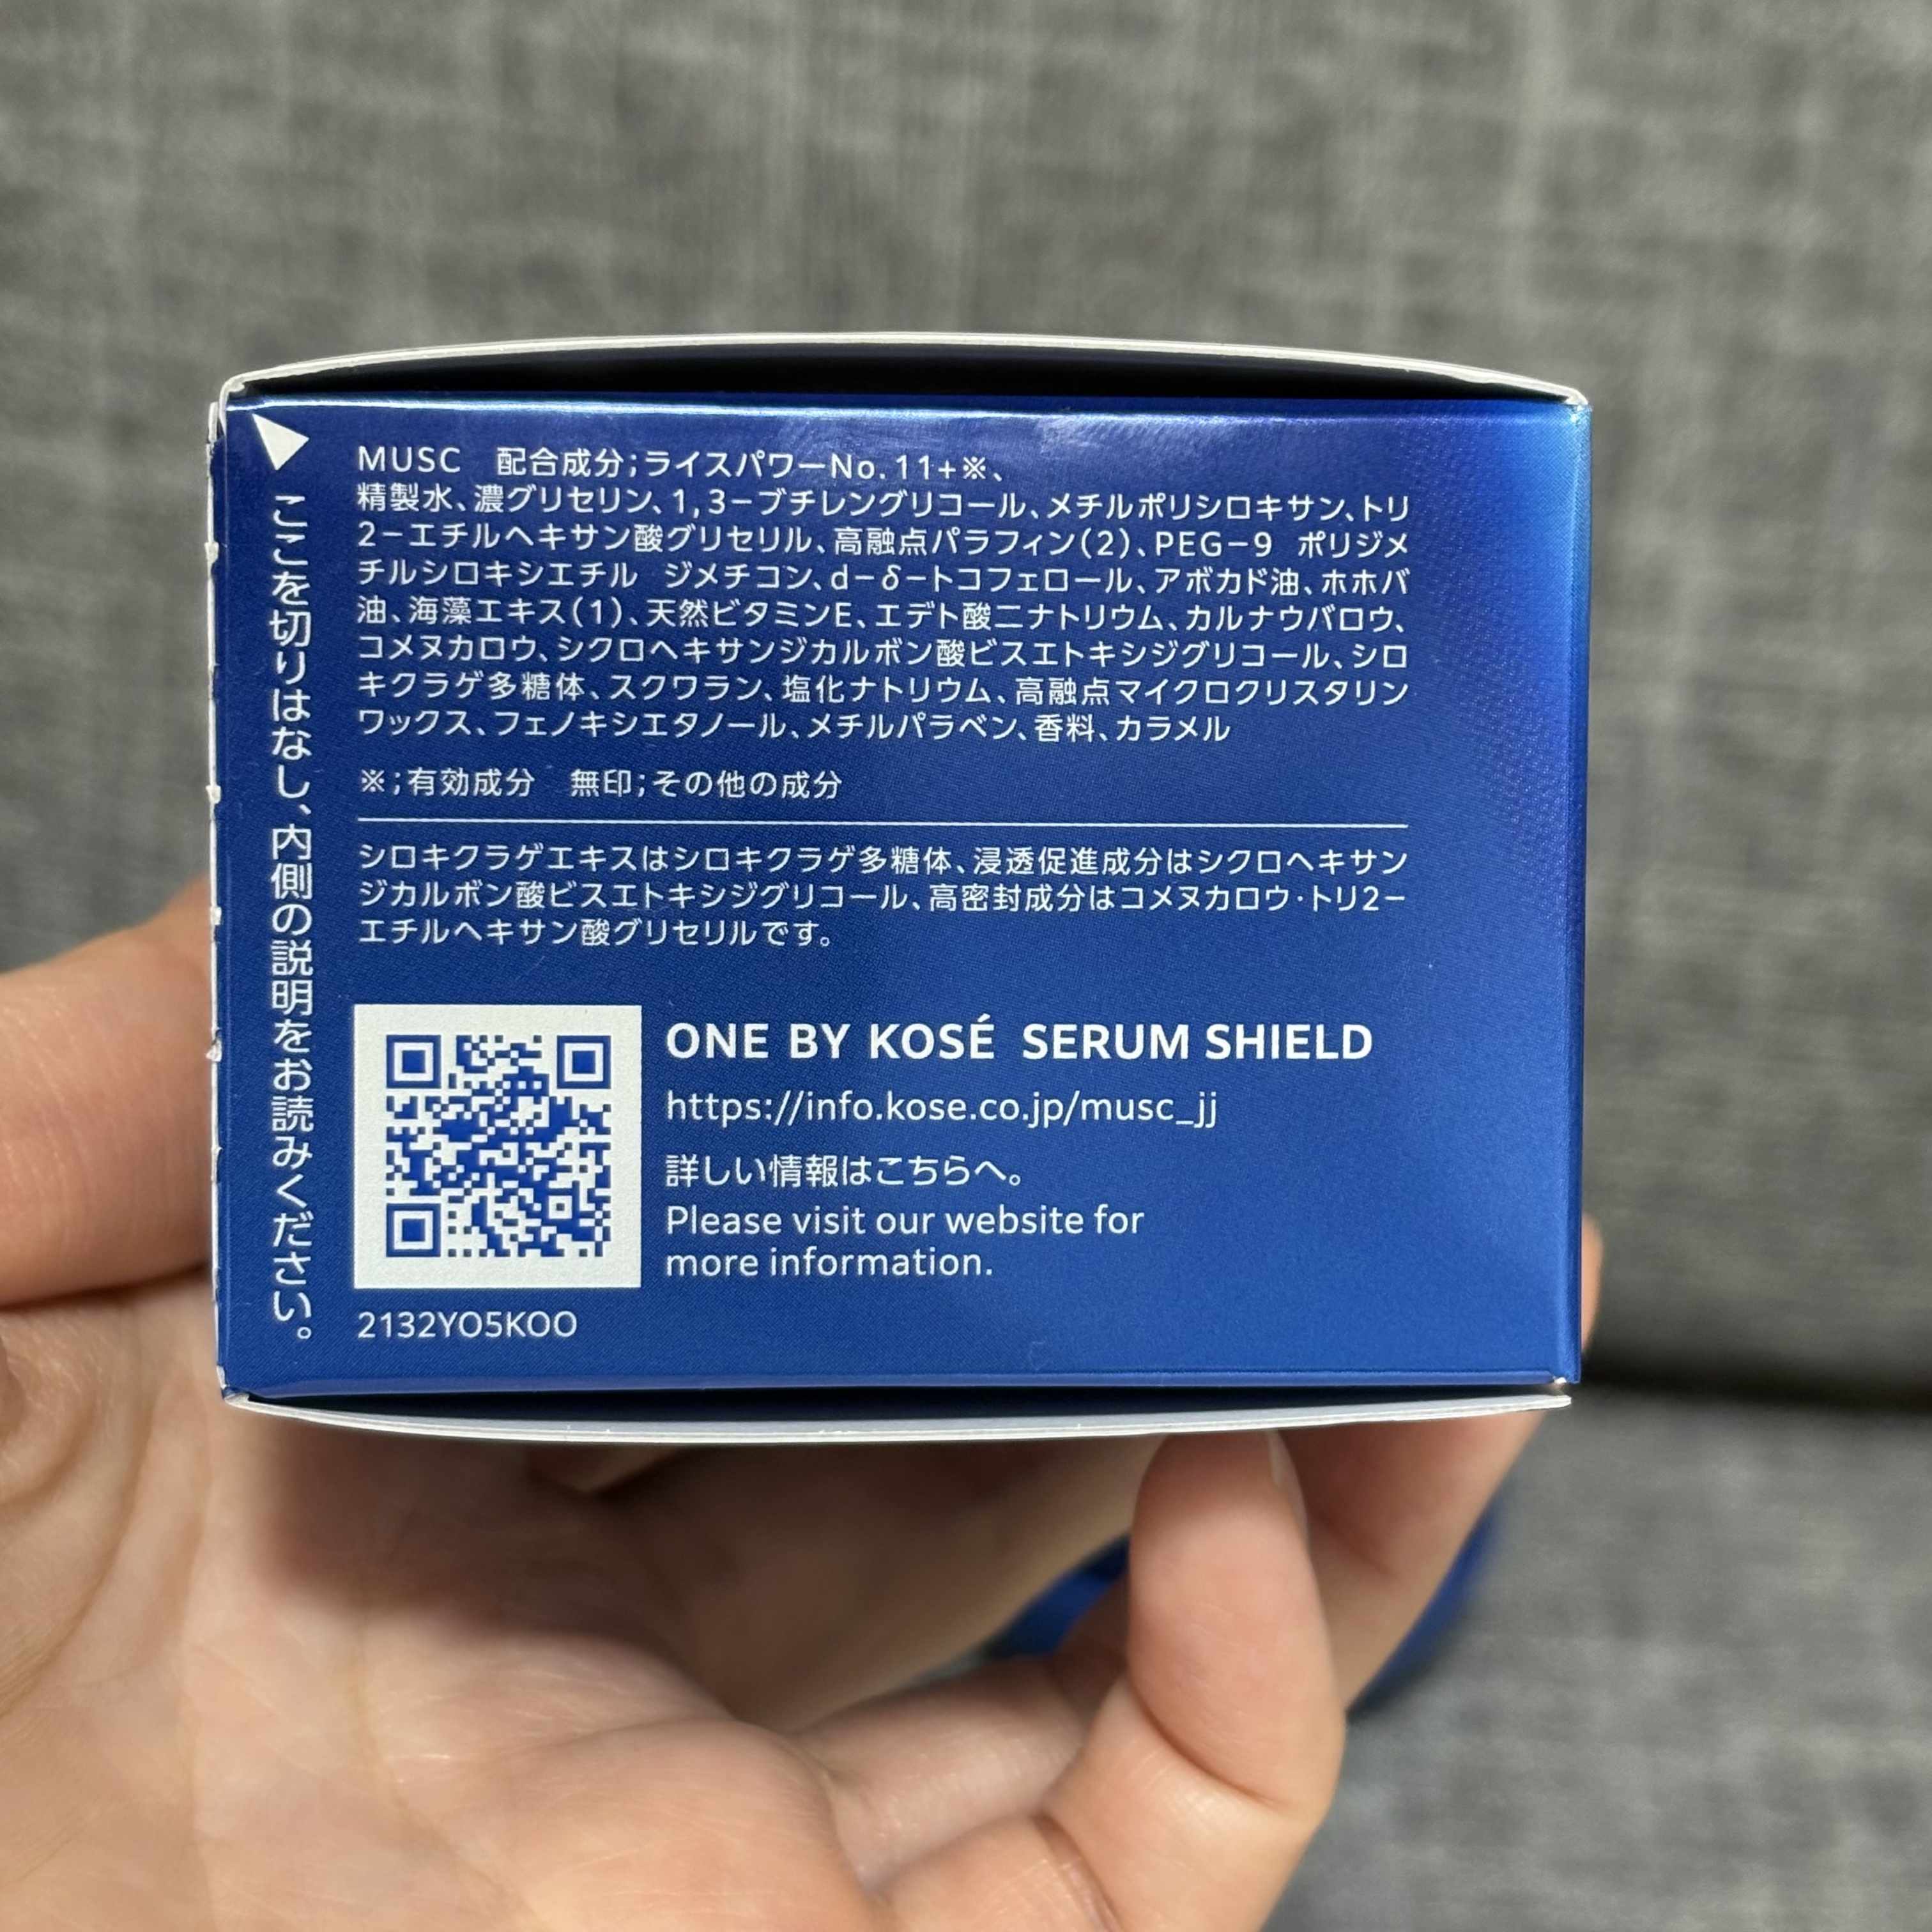 MUSC 配合成分;ライスパワーNo.11+※、
精製水、濃グリセリン、1,3-ブチレングリコール、メチルポリシロキサン、トリ
2-エチルヘキサン酸グリセリル、高融点パラフィン(2)、PEG-9 ポリジメ
チルシロキシエチル ジメチコン、d-δ-トコフェロール、アボカド油、ホホバ
油、海藻エキス(1)、天然ビタミンE、エデト酸二ナトリウム、カルナウバロウ、
コメヌカロウ、シクロヘキサンジカルボン酸ビスエトキシジグリコール、シロ
キクラゲ多糖体、スクワラン、塩化ナトリウム、高融点マイクロクリスタリン
ワックス、フェノキシエタノール、メチルパラベン、香料、カラメル
※;有効成分 無印;その他の成分
シロキクラゲエキスはシロキクラゲ多糖体、浸透促進成分はシクロヘキサン
ジカルボン酸ビスエトキシジグリコール、高密封成分はコメヌカロウ・トリ2-
エチルヘキサン酸グリセリルです。
ONE BY KOSÉ SERUM SHIELD
https://info.kose.co.jp/musc_jj
詳しい情報はこちらへ。
Please visit our website for
more information.
2132YO5KOO
ここを切りはなし、内側の説明をお読みください。